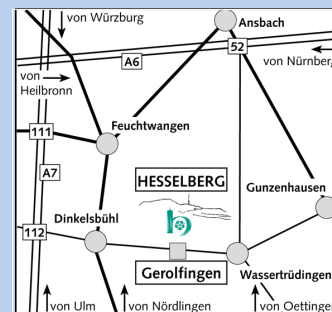 von Würzburg
Ansbach
52
A6
von Nürnberg
von
Heilbronn
111
Feuchtwangen
A7
HESSELBERG
Gunzenhausen
Dinkelsbühl
112
Gerolfingen
Wassertrüdingen
von Ulm
von Nördlingen
von Oettingen